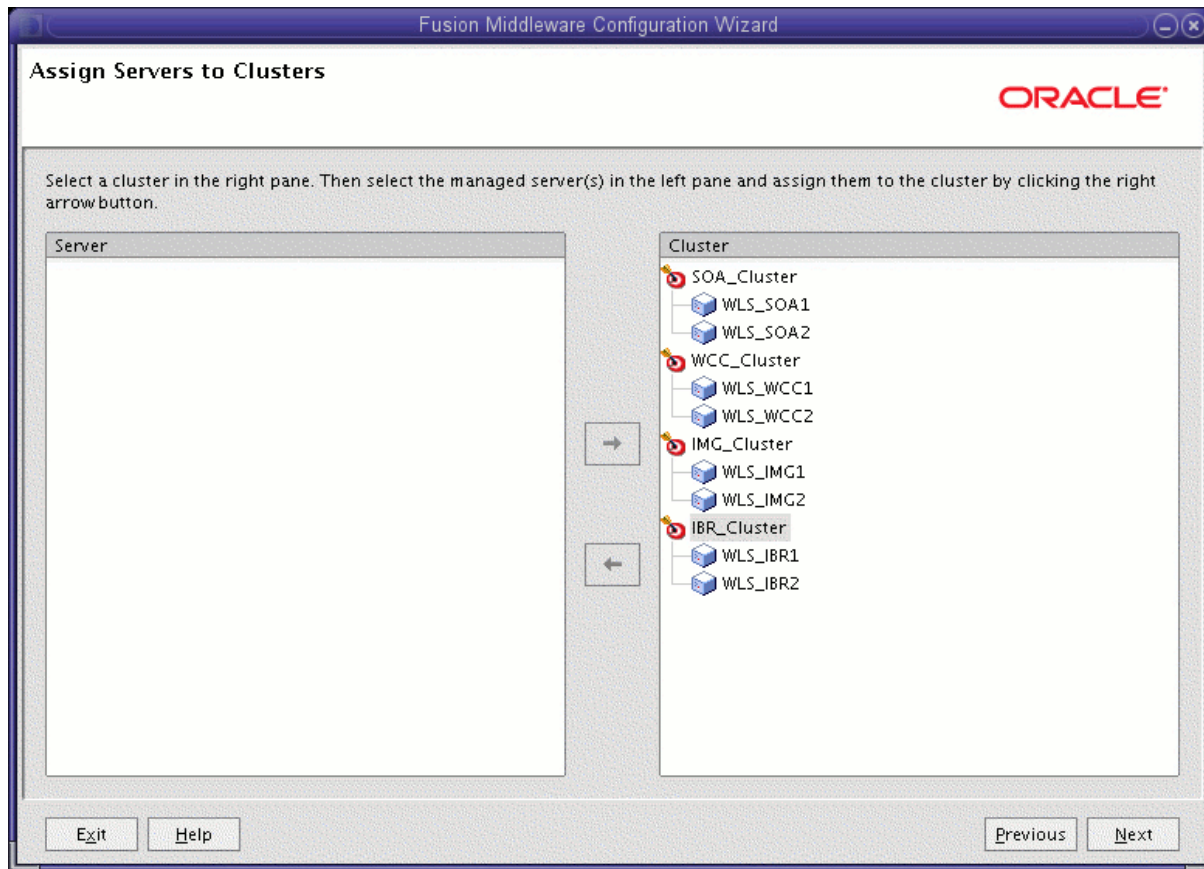 Fusion Middleware Configuration Wizard
Assign Servers to Clusters
ORACLE
Select a cluster in the right pane. Then select the managed server(s) in the left pane and assign them to the cluster by clicking the right
arrow button.
Server
Cluster
SOA_Cluster
WLS_SOA1
WLS_SOA2
WCC_Cluster
WLS_WCC1
WLS_WCC2
IMG_Cluster
WLS_IMG1
WLS_IMG2
IBR_Cluster
WLS_IBR1
WLS_IBR2
Exit Help Previous Next